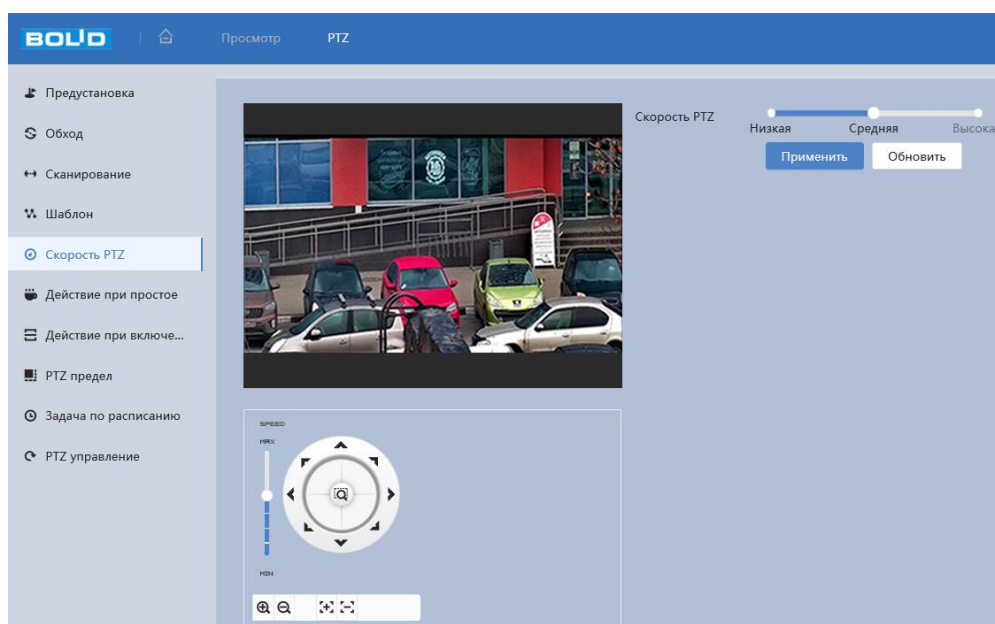 BOLID
Просмотр PTZ
Предустановка
Обход
Сканирование
Шаблон
Скорость PTZ
Действие при простое
Действие при включе...
PTZ предел
Задача по расписанию
PTZ управление
Скорость PTZ
Низкая Средняя Высока
Применить Обновить
SPEED
MAX
MIN